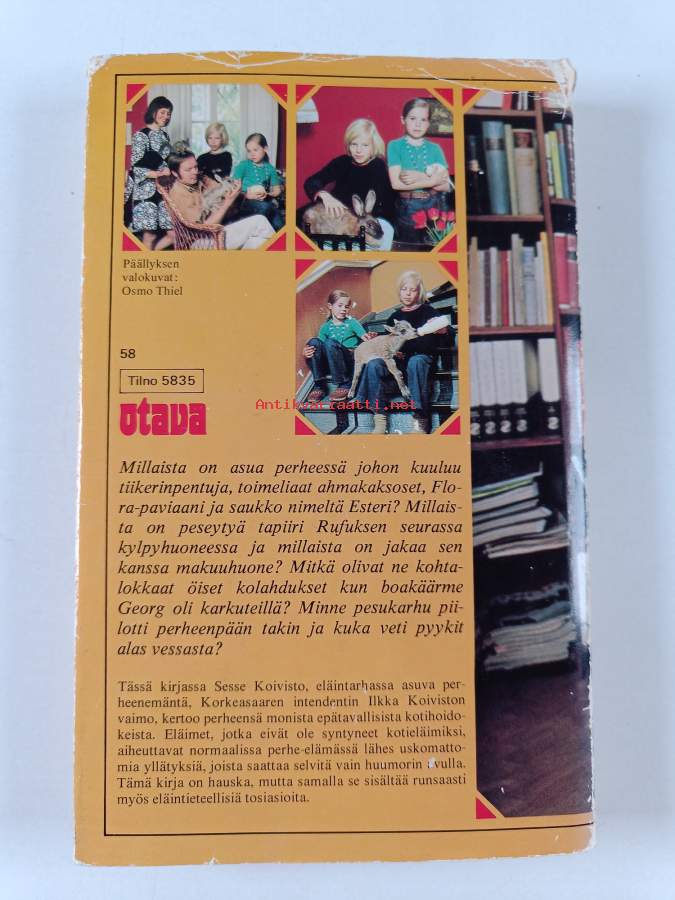 Päällyksen
valokuvat:
Osmo Thiel
58
Tilno 5835
otava
Antikvariaatti.net
Millaista on asua perheessä johon kuuluu
tiikerinpentuja, toimeliaat ahmakaksoset, Flo-
ra-paviaani ja saukko nimeltä Esteri? Millais-
ta on peseytyä tapiiri Rufuksen seurassa
kylpyhuoneessa ja millaista on jakaa sen
kanssa makuuhuone? Mitkä olivat ne kohta-
lokkaat öiset kolahdukset kun boakäärme
Georg oli karkuteillä? Minne pesukarhu pii-
lotti perheenpään takin ja kuka veti pyykit
alas vessasta?
Tässä kirjassa Sesse Koivisto, eläintarhassa asuva per-
heenemäntä, Korkeasaaren intendentin Ilkka Koiviston
vaimo, kertoo perheensä monista epätavallisista kotihoidok-
keista. Eläimet, jotka eivät ole syntyneet kotieläimiksi,
aiheuttavat normaalissa perhe-elämässä lähes uskomatto-
mia yllätyksiä, joista saattaa selvitä vain huumorin avulla.
Tämä kirja on hauska, mutta samalla se sisältää runsaasti
myös eläintieteellisiä tosiasioita.